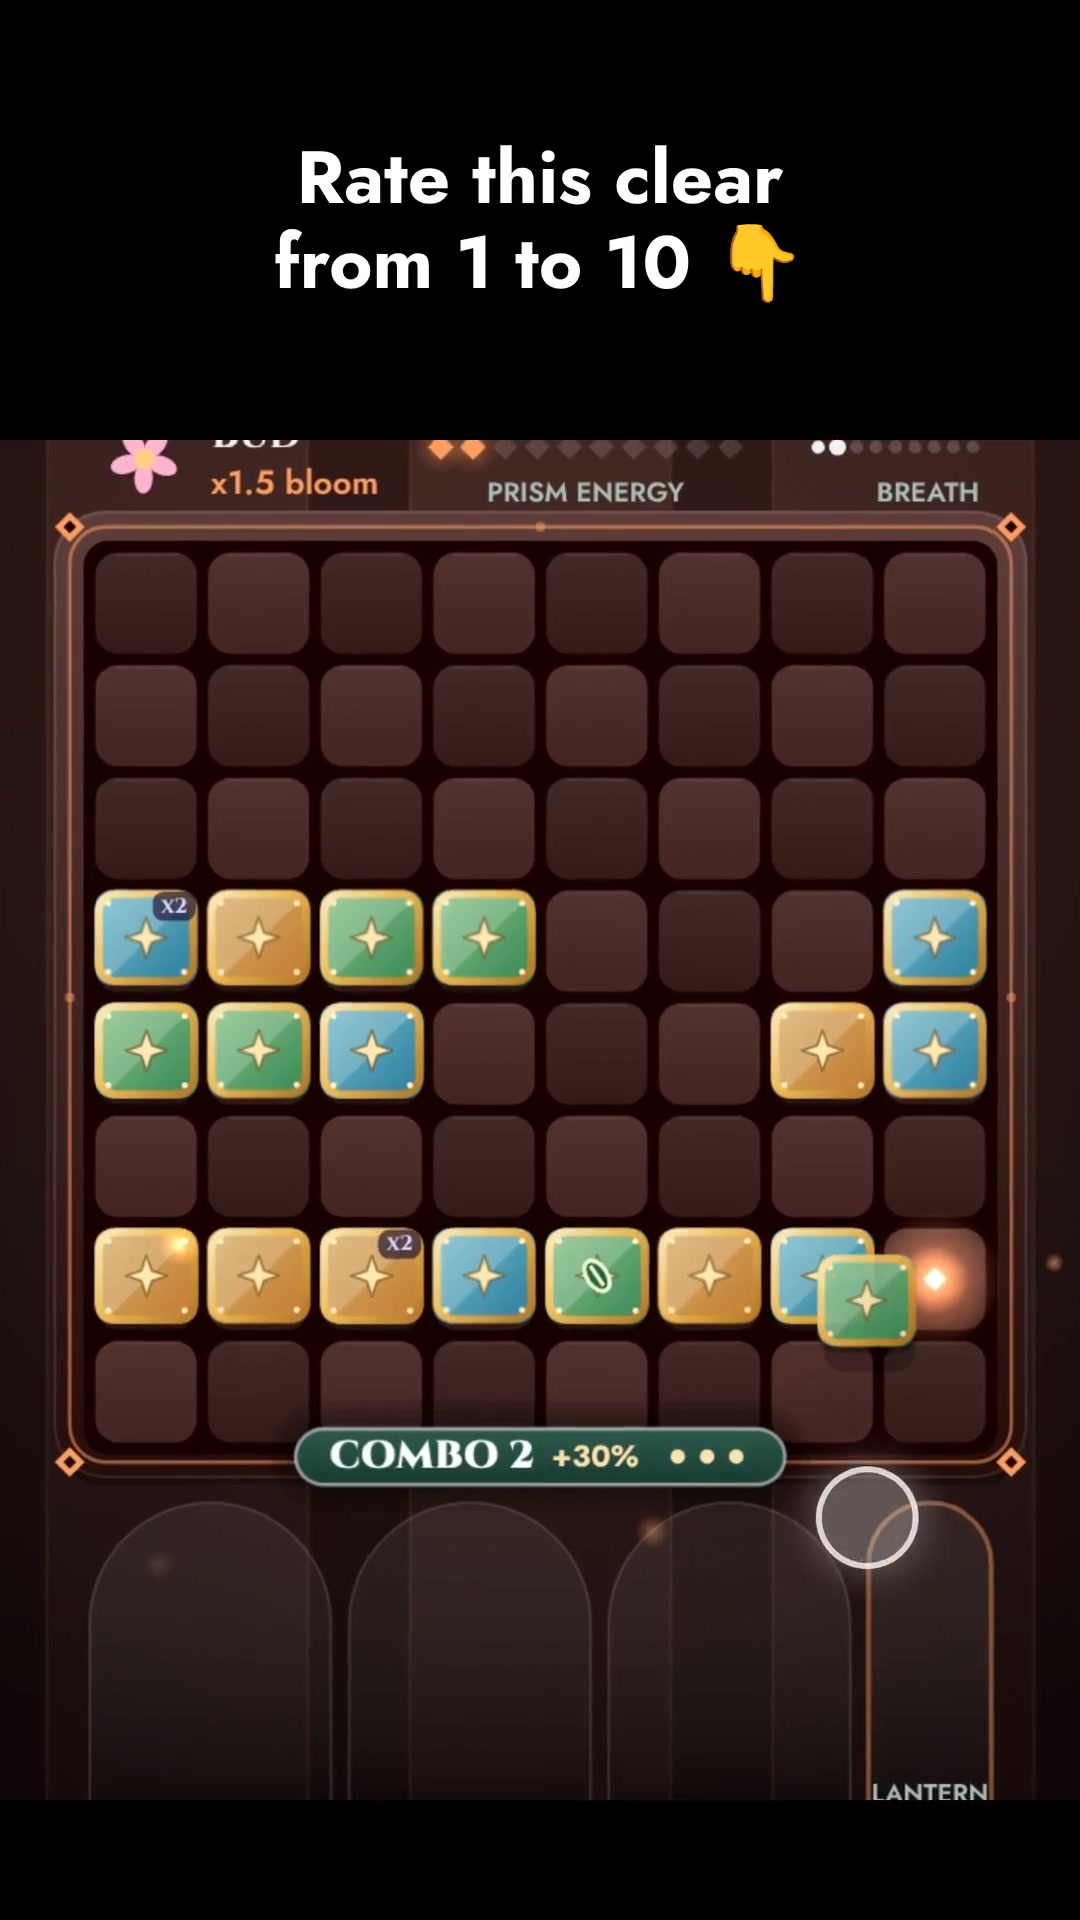 Rate this clear
from 1 to 10 👇
BUD
x1.5 bloom
PRISM ENERGY
BREATH
X2
X2
COMBO 2 +30%
LANTERN